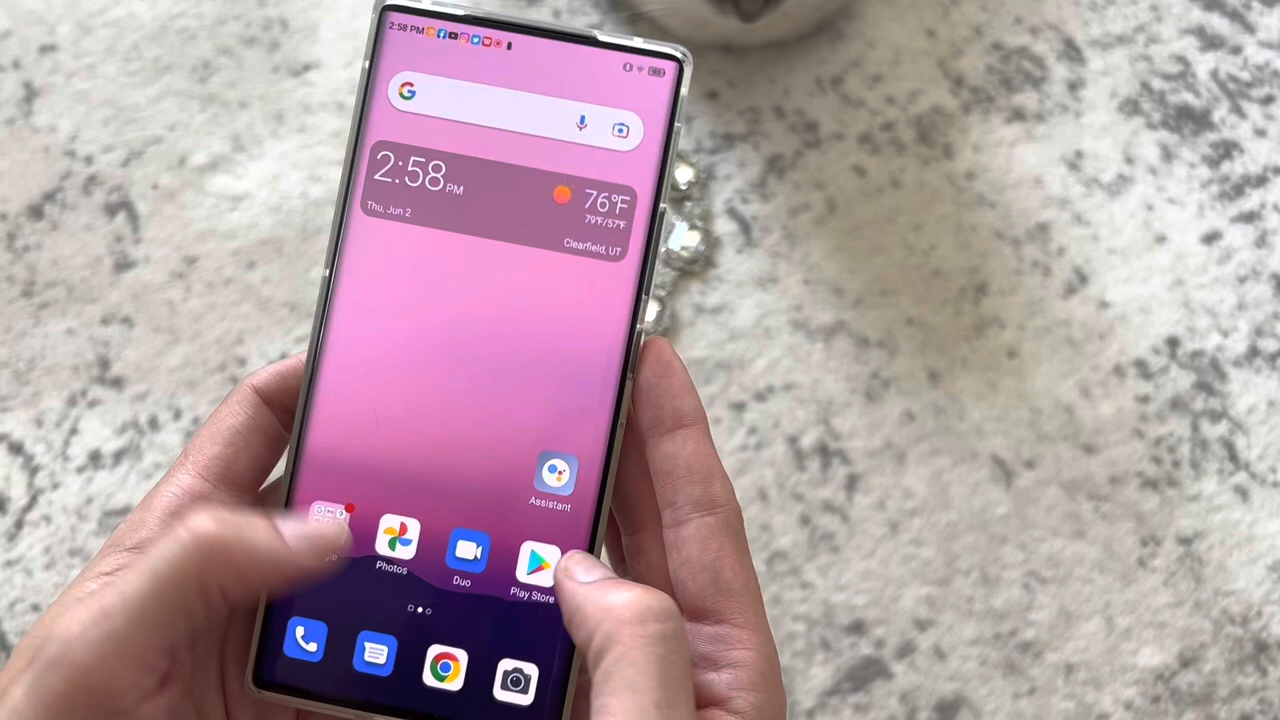 2:58 PM
2:58 PM
76°F
79°F/57°F
Thu, Jun 2
Clearfield, UT
Assistant
Photos
Duo
Play Store